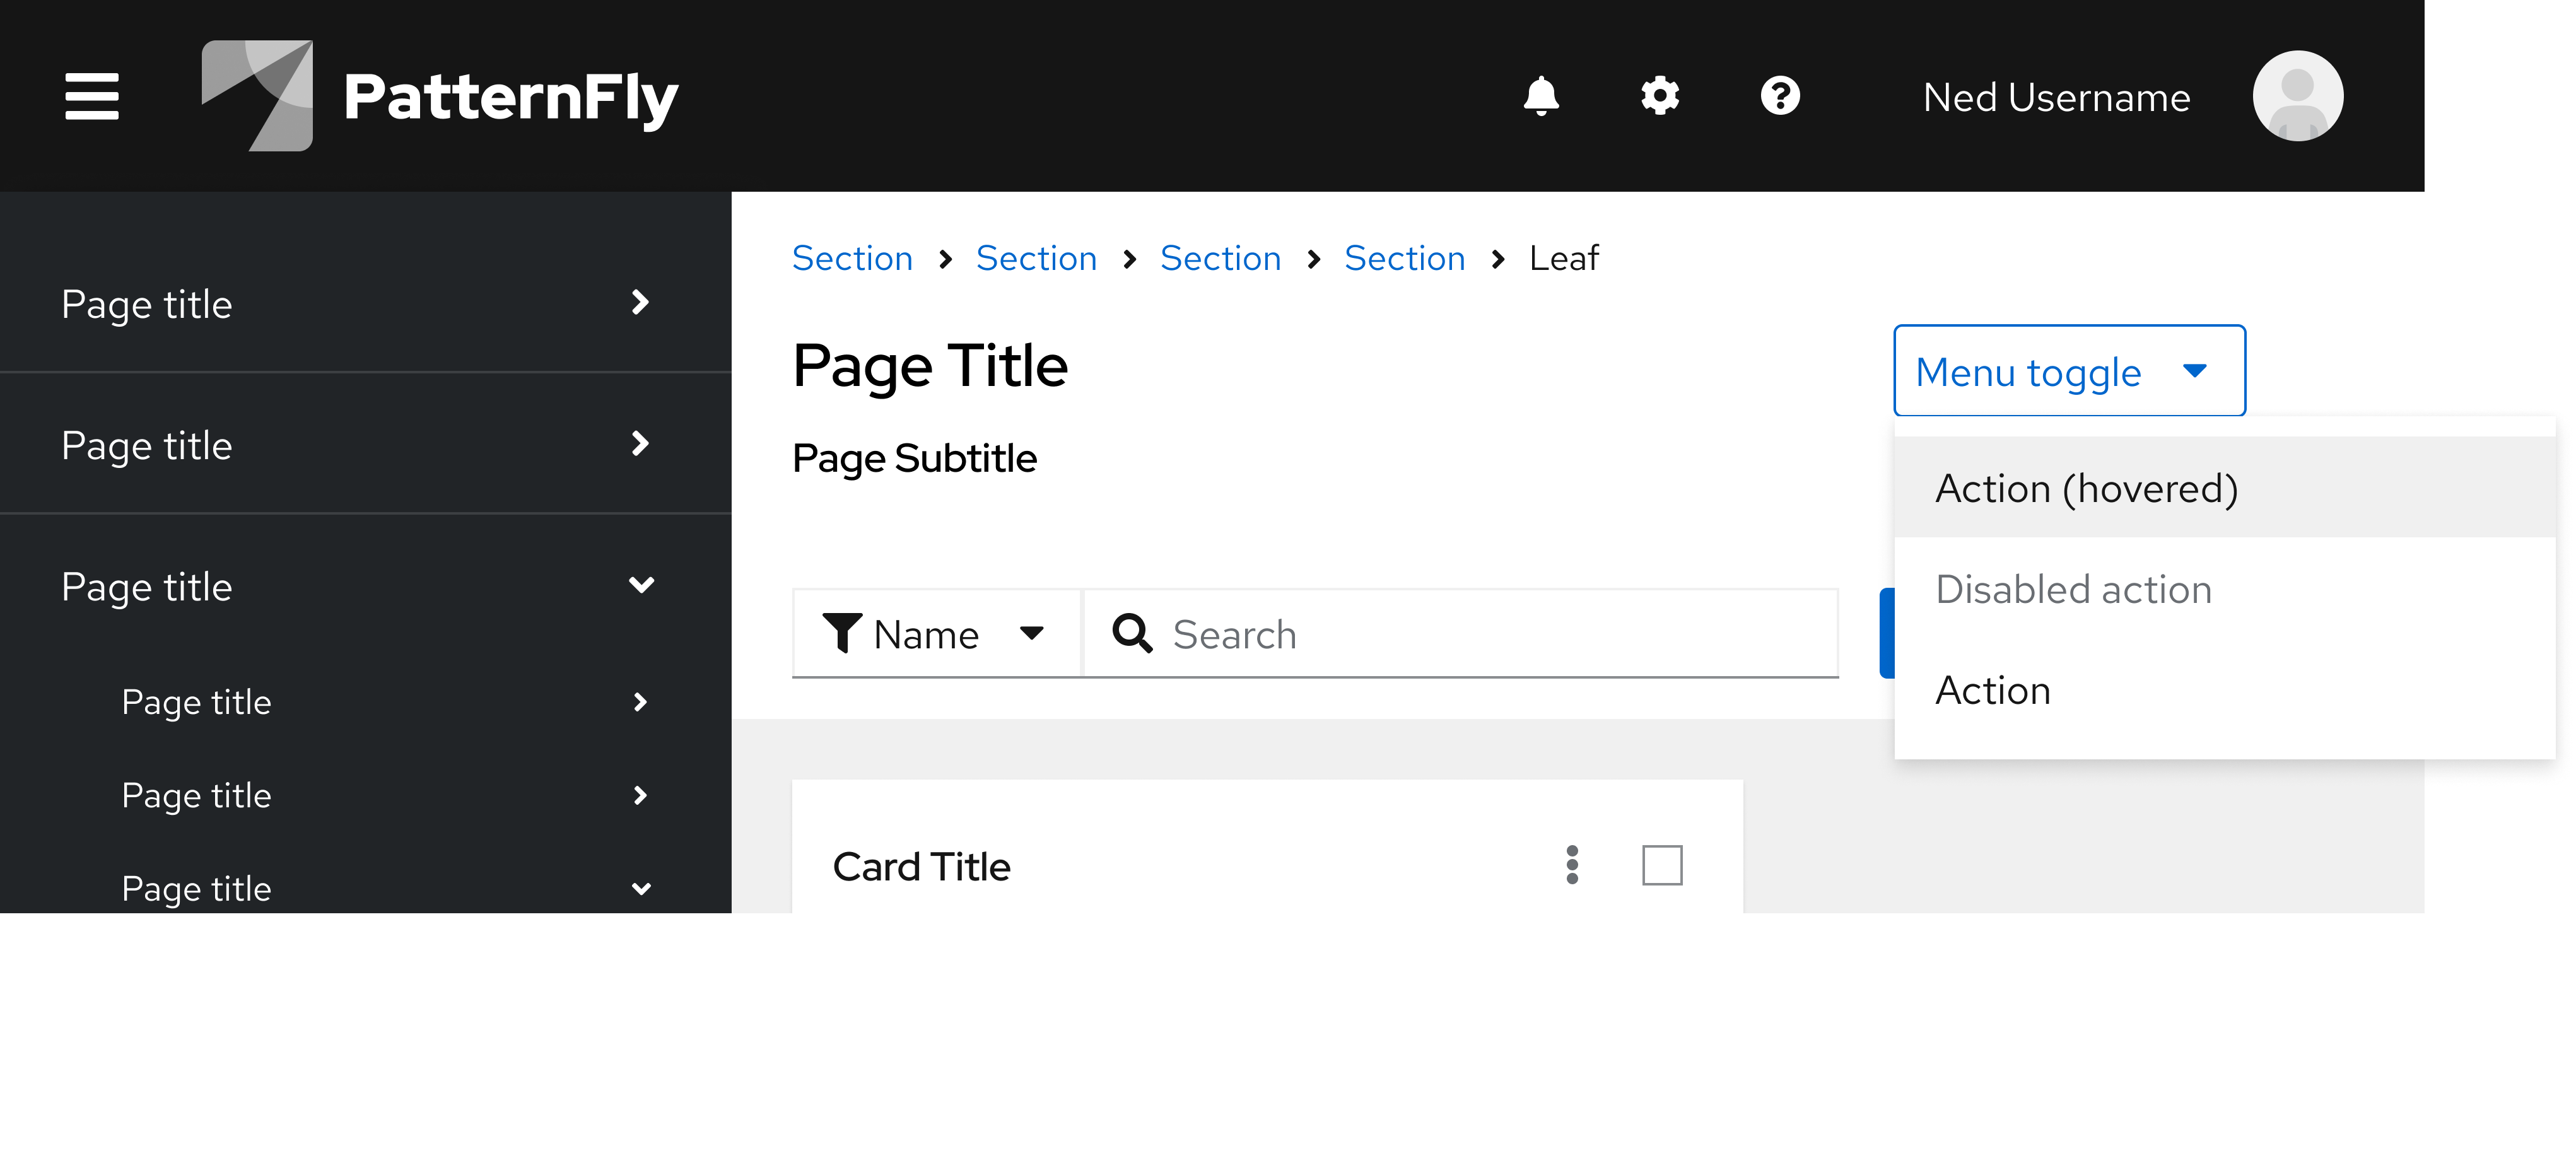 PatternFly
Ned Username
Page title
Page title
Page title
Page title
Page title
Page title
Section Section Section Section Leaf
Page Title
Menu toggle
Page Subtitle
Action (hovered)
Disabled action
Action
Name
Search
Card Title